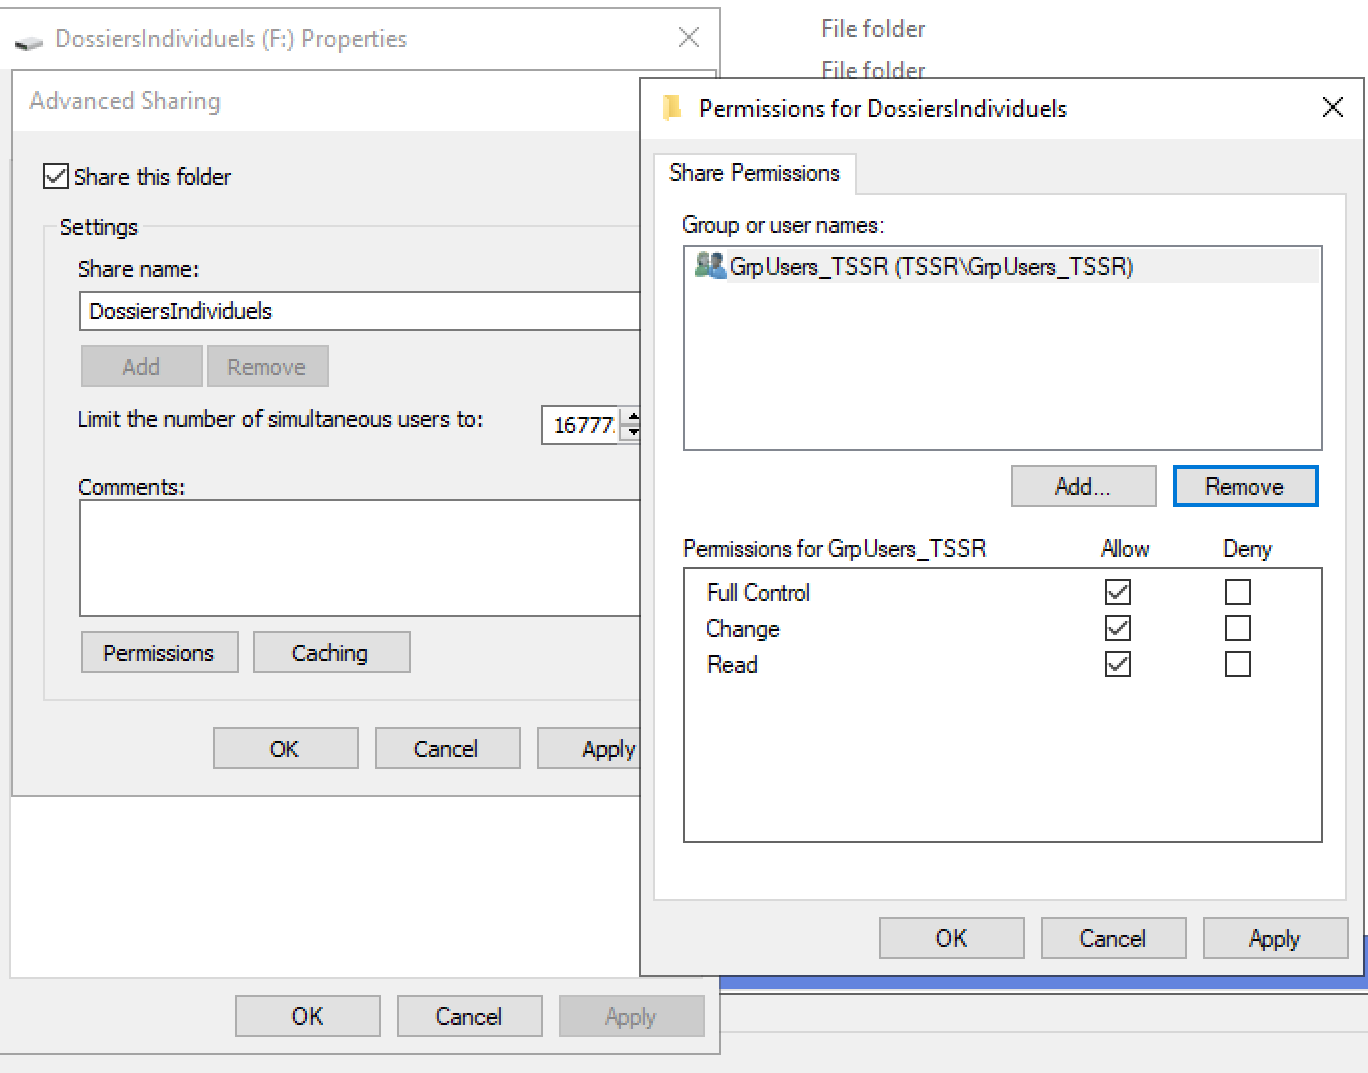 DossiersIndividuels (F:) Properties
File folder
File folder
Advanced Sharing
Share this folder
Settings
Share name:
DossiersIndividuels
Add Remove
Limit the number of simultaneous users to: 16777
Comments:
Permissions Caching
OK Cancel Apply
OK Cancel Apply
Permissions for DossiersIndividuels
Share Permissions
Group or user names:
GrpUsers_TSSR (TSSR\GrpUsers_TSSR)
Add... Remove
Permissions for GrpUsers_TSSR Allow Deny
Full Control
Change
Read
OK Cancel Apply